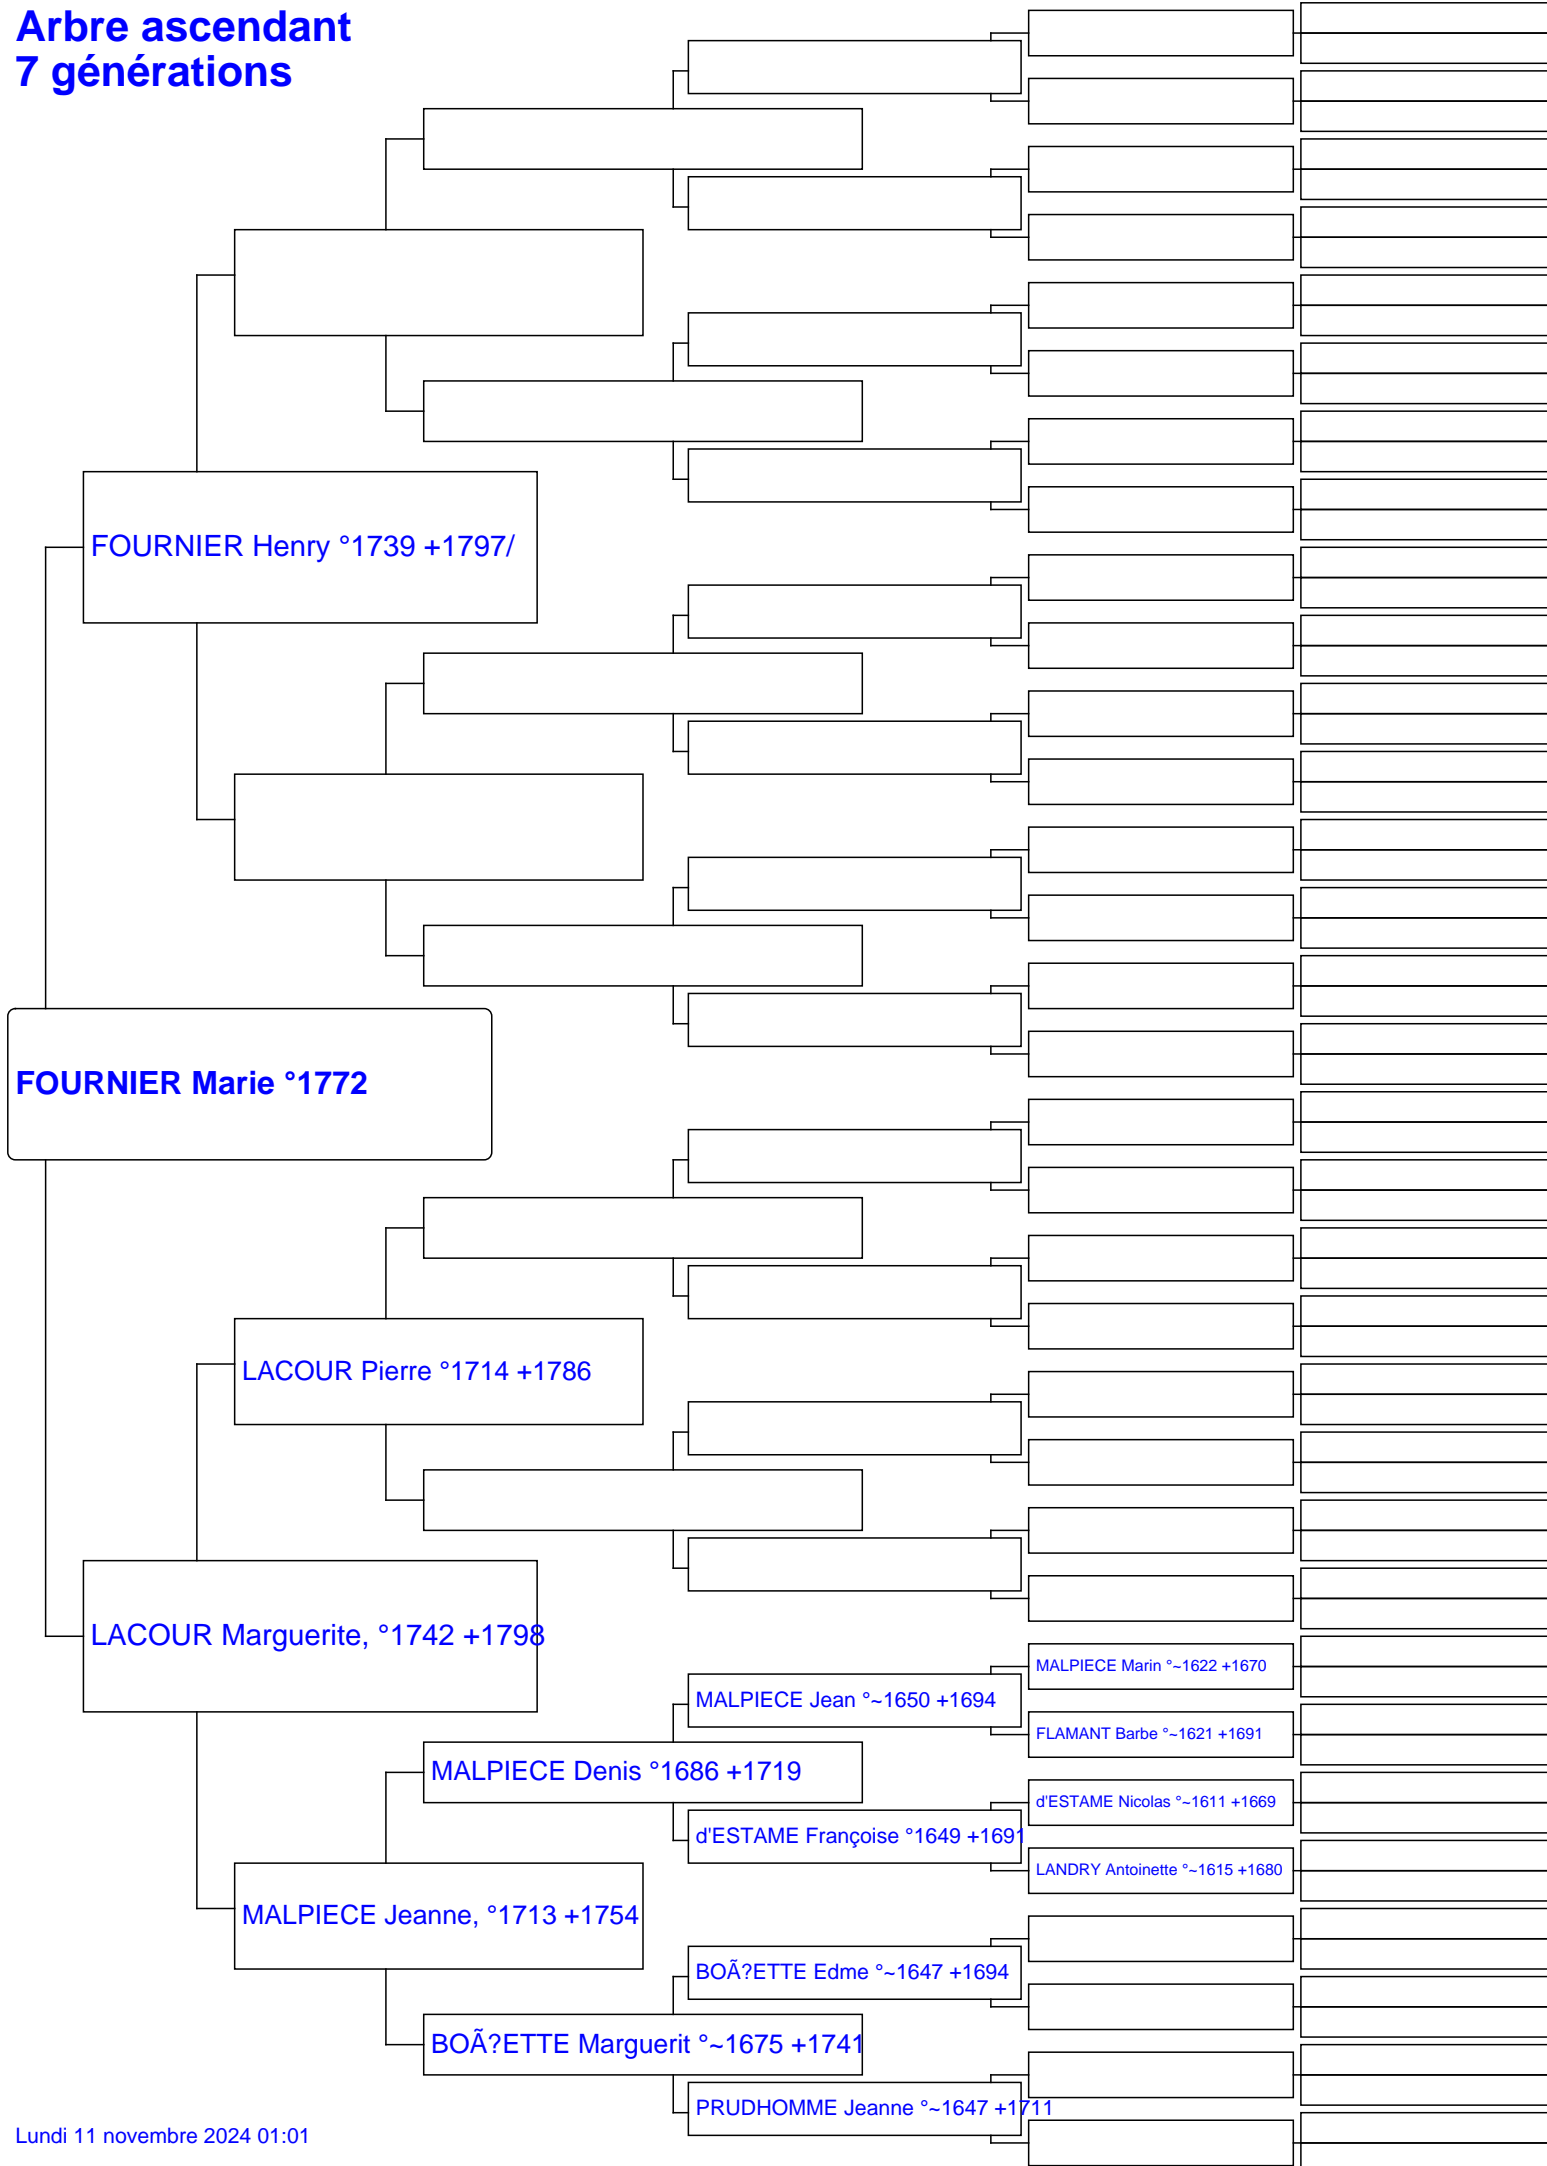 Arbre ascendant
7 générations
FOURNIER Henry °1739 +1797/
FOURNIER Marie °1772
LACOUR Pierre °1714 +1786
LACOUR Marguerite, °1742 +1798
MALPIECE Marin °~1622 +1670
MALPIECE Jean °~1650 +1694
FLAMANT Barbe °~1621 +1691
MALPIECE Denis °1686 +1719
d'ESTAME Nicolas °~1611 +1669
d'ESTAME Françoise °1649 +1691
LANDRY Antoinette °~1615 +1680
MALPIECE Jeanne, °1713 +1754
BOÃ?ETTE Edme °~1647 +1694
BOÃ?ETTE Marguerit °~1675 +1741
PRUDHOMME Jeanne °~1647 +1711
Lundi 11 novembre 2024 01:01